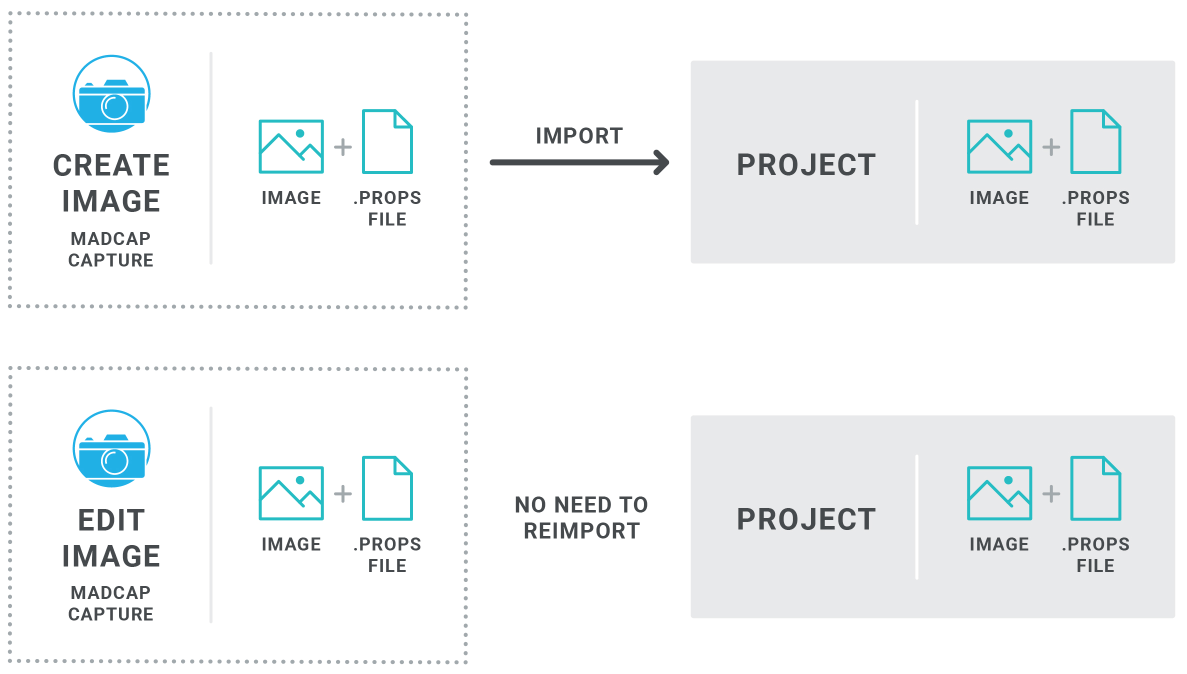 CREATE
IMAGE
MADCAP
CAPTURE
IMAGE
.PROPS
FILE
IMPORT
PROJECT
IMAGE
.PROPS
FILE
EDIT
IMAGE
MADCAP
CAPTURE
IMAGE
.PROPS
FILE
NO NEED TO
REIMPORT
PROJECT
IMAGE
.PROPS
FILE